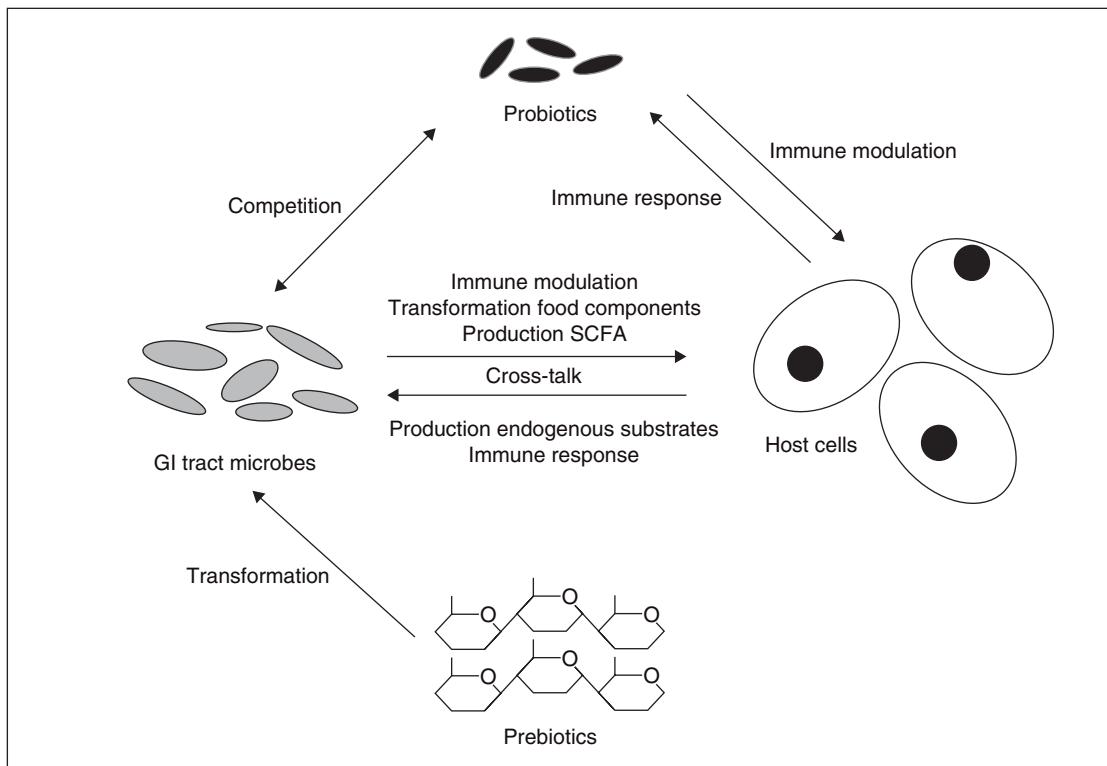 Probiotics
Immune modulation
Immune response
Competition
Immune modulation
Transformation food components
Production SCFA
Cross-talk
Production endogenous substrates
Immune response
Host cells
GI tract microbes
Transformation
O
O
O
O
O
O
Prebiotics